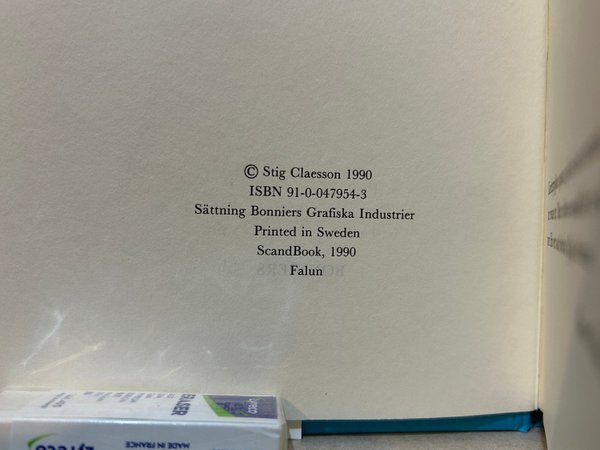 © Stig Claesson 1990
ISBN 91-0-047954-3
Sättning Bonniers Grafiska Industrier
Printed in Sweden
ScandBook, 1990
Falun
ERASER
MADE IN FRANCE